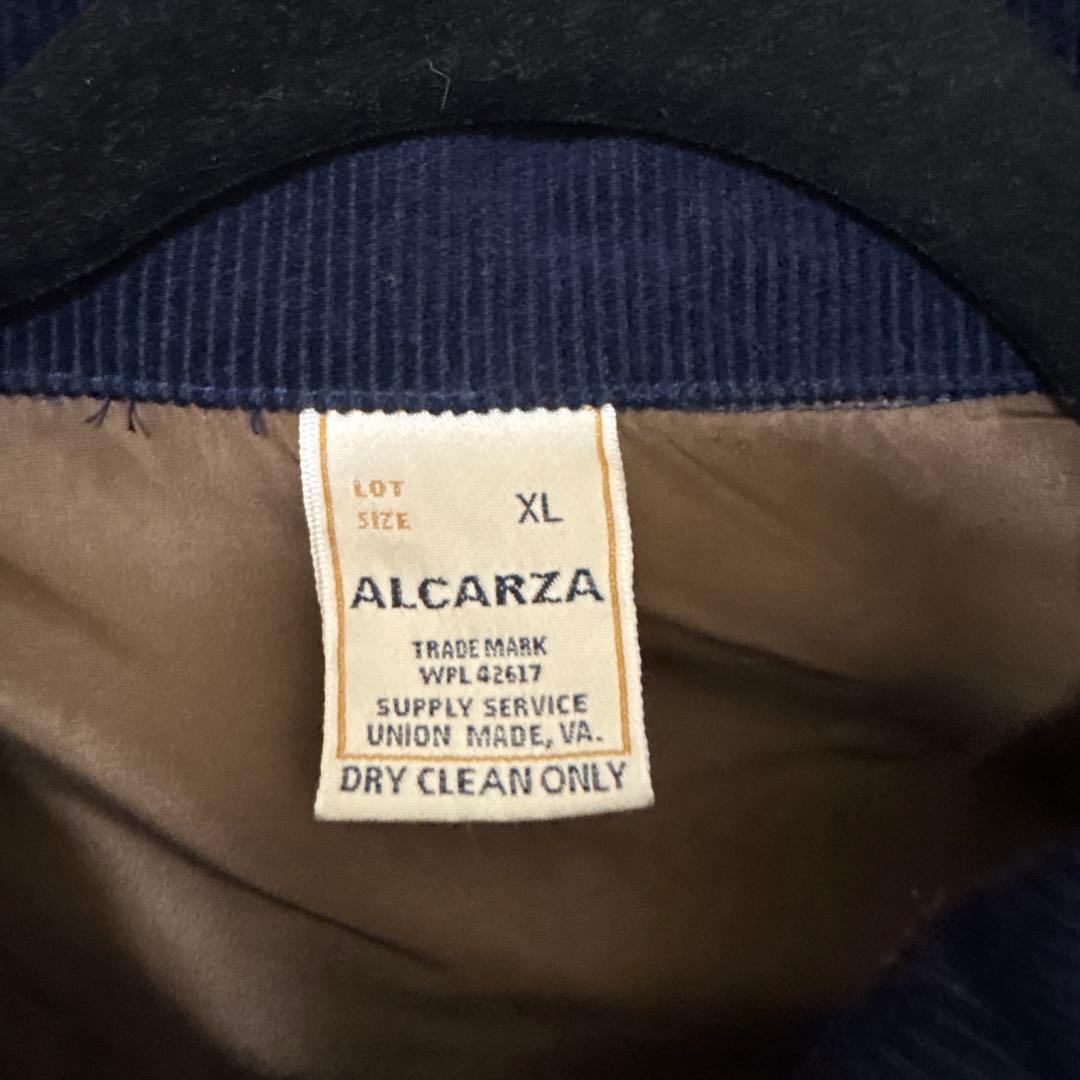 LOT
SIZE XL
ALCARZA
TRADE MARK
WPL 42617
SUPPLY SERVICE
UNION MADE, VA.
DRY CLEAN ONLY